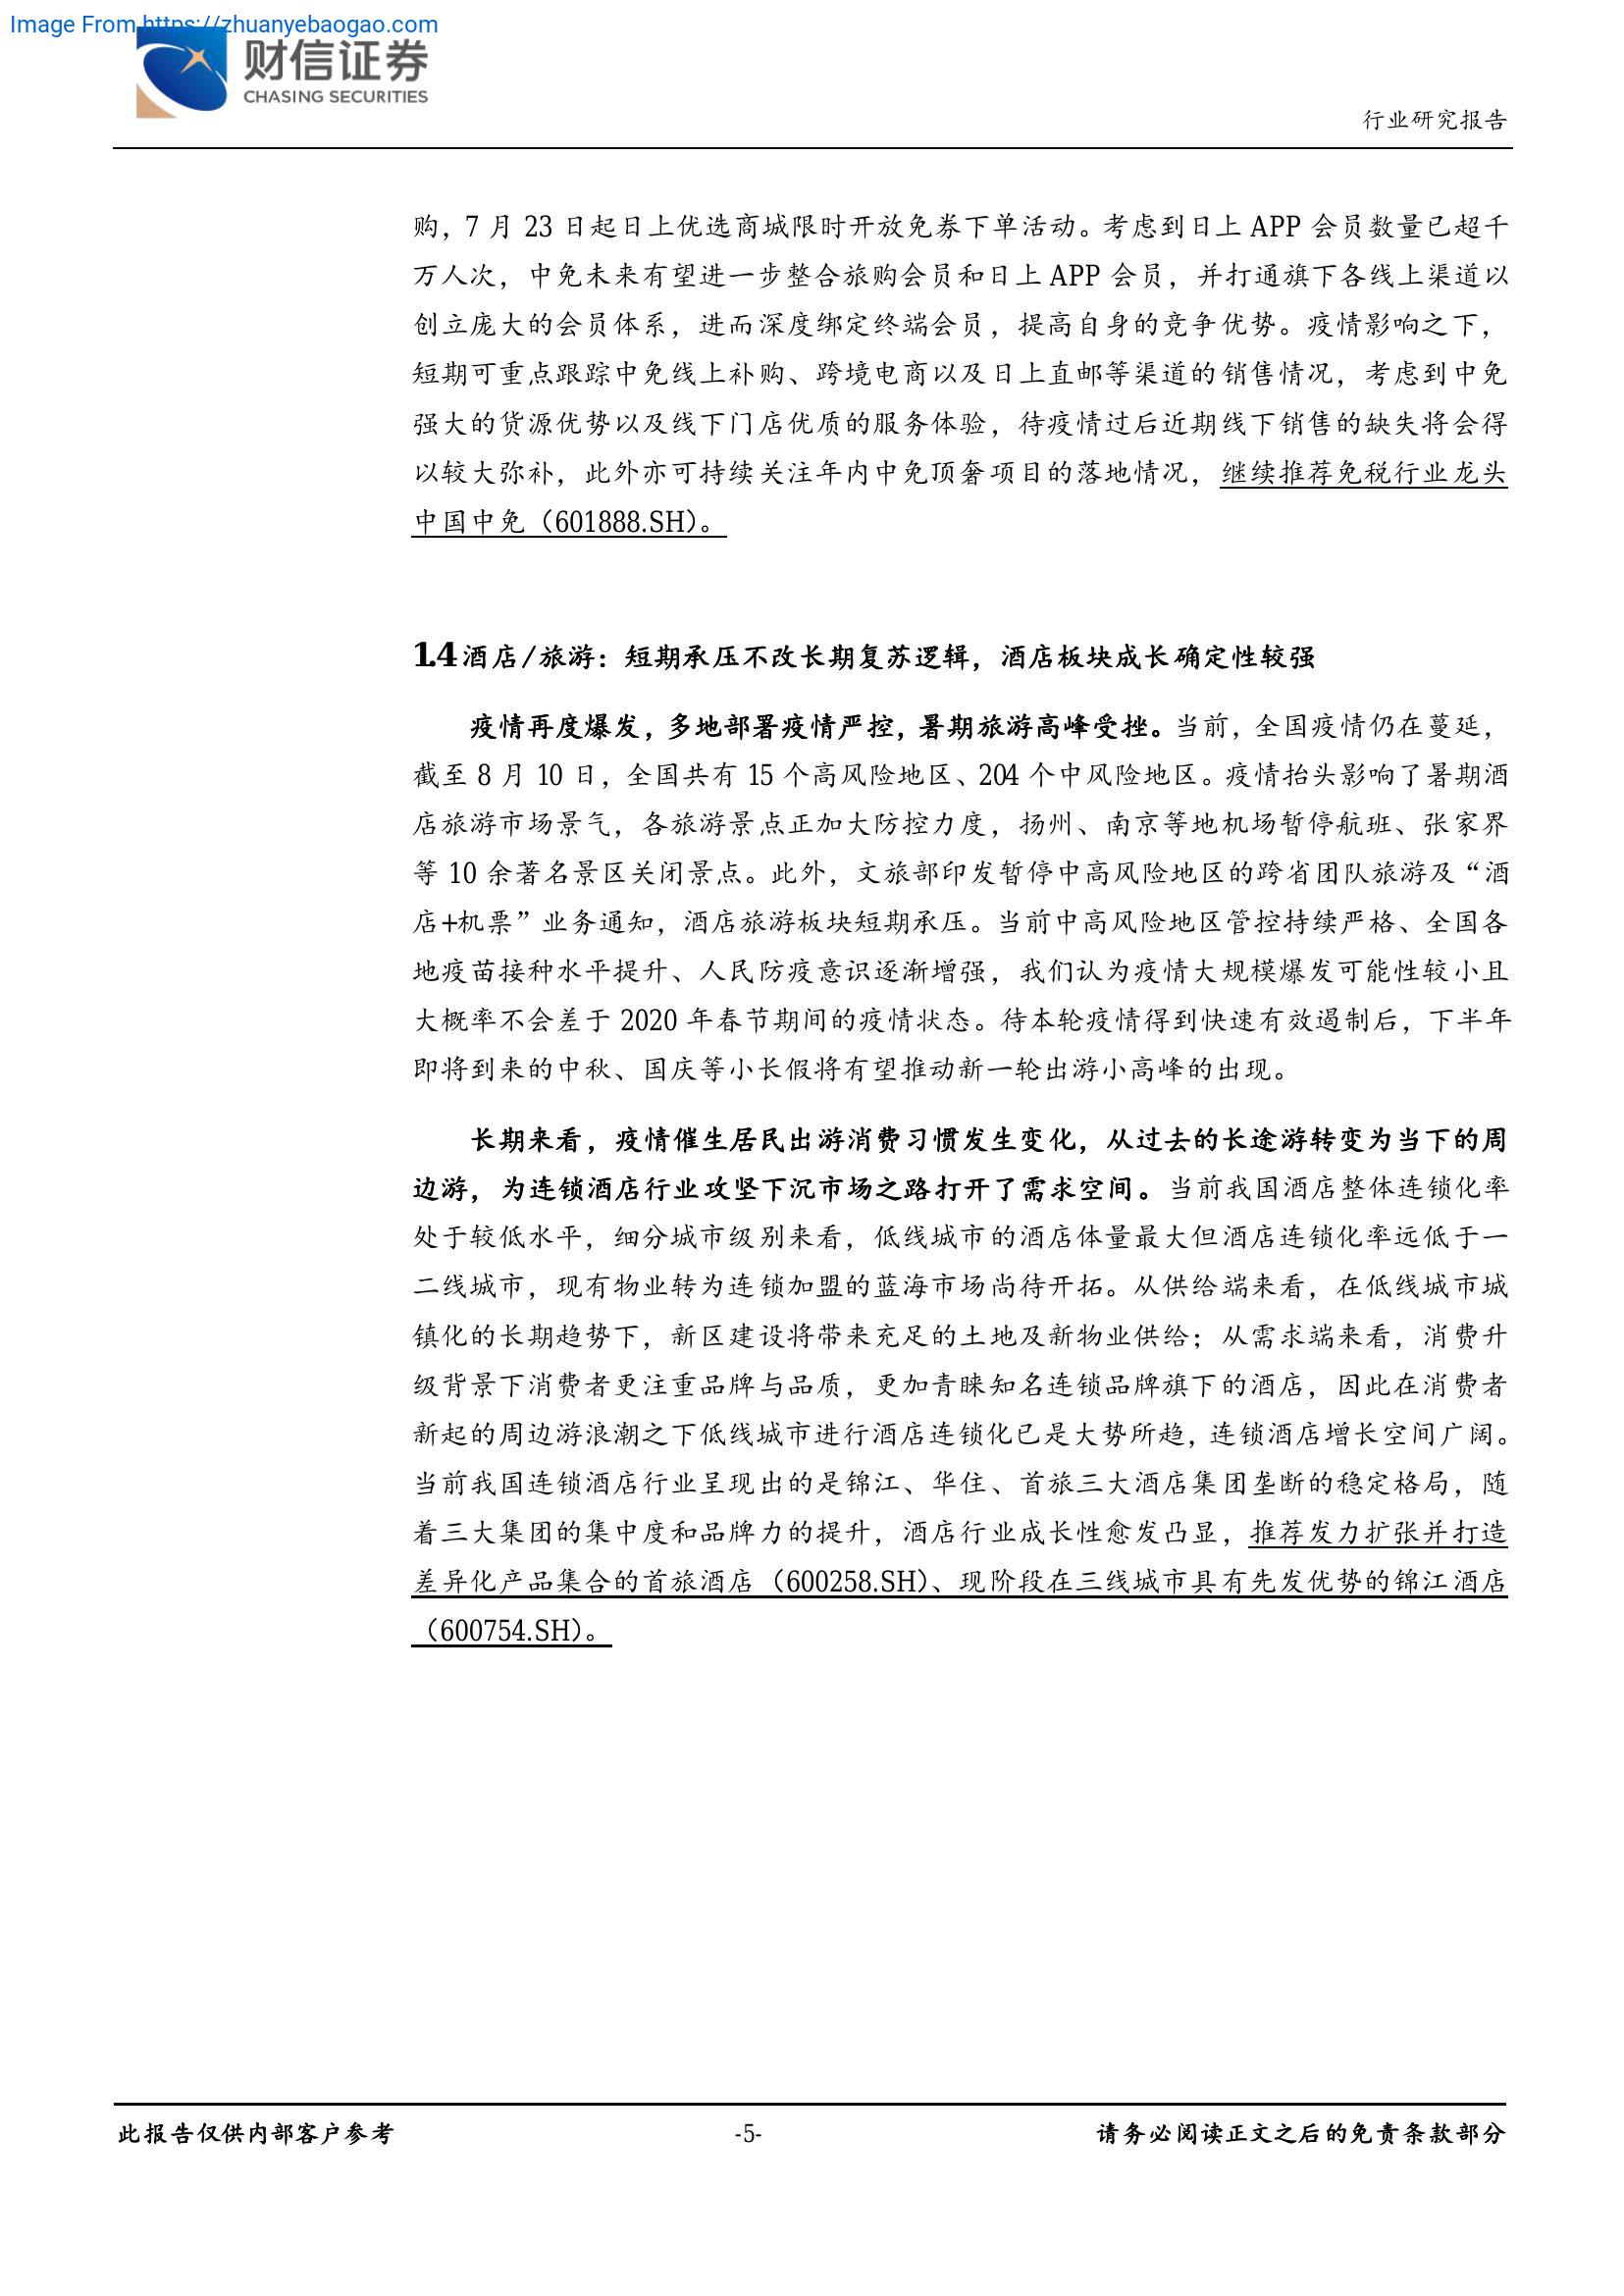 Image From https://zhuanyebaogao.com
财信证券
CHASING SECURITIES
行业研究报告
购，7 月 23 日起日上优选商城限时开放免券下单活动。考虑到日上 APP 会员数量已超千
万人次，中免未来有望进一步整合旅购会员和日上 APP 会员，并打通旗下各线上渠道以
创立庞大的会员体系，进而深度绑定终端会员，提高自身的竞争优势。疫情影响之下，
短期可重点跟踪中免线上补购、跨境电商以及日上直邮等渠道的销售情况，考虑到中免
强大的货源优势以及线下门店优质的服务体验，待疫情过后近期线下销售的缺失将会得
以较大弥补，此外亦可持续关注年内中免顶奢项目的落地情况，继续推荐免税行业龙头
中国中免（601888.SH）。
1.4 酒店/旅游：短期承压不改长期复苏逻辑，酒店板块成长确定性较强
疫情再度爆发，多地部署疫情严控，暑期旅游高峰受挫。当前，全国疫情仍在蔓延，
截至 8 月 10 日，全国共有 15 个高风险地区、204 个中风险地区。疫情抬头影响了暑期酒
店旅游市场景气，各旅游景点正加大防控力度，扬州、南京等地机场暂停航班、张家界
等 10 余著名景区关闭景点。此外，文旅部印发暂停中高风险地区的跨省团队旅游及“酒
店+机票”业务通知，酒店旅游板块短期承压。当前中高风险地区管控持续严格、全国各
地疫苗接种水平提升、人民防疫意识逐渐增强，我们认为疫情大规模爆发可能性较小且
大概率不会差于 2020 年春节期间的疫情状态。待本轮疫情得到快速有效遏制后，下半年
即将到来的中秋、国庆等小长假将有望推动新一轮出游小高峰的出现。
长期来看，疫情催生居民出游消费习惯发生变化，从过去的长途游转变为当下的周
边游，为连锁酒店行业攻坚下沉市场之路打开了需求空间。当前我国酒店整体连锁化率
处于较低水平，细分城市级别来看，低线城市的酒店体量最大但酒店连锁化率远低于一
二线城市，现有物业转为连锁加盟的蓝海市场尚待开拓。从供给端来看，在低线城市城
镇化的长期趋势下，新区建设将带来充足的土地及新物业供给；从需求端来看，消费升
级背景下消费者更注重品牌与品质，更加青睐知名连锁品牌旗下的酒店，因此在消费者
新起的周边游浪潮之下低线城市进行酒店连锁化已是大势所趋，连锁酒店增长空间广阔。
当前我国连锁酒店行业呈现出的是锦江、华住、首旅三大酒店集团垄断的稳定格局，随
着三大集团的集中度和品牌力的提升，酒店行业成长性愈发凸显，推荐发力扩张并打造
差异化产品集合的首旅酒店（600258.SH）、现阶段在三线城市具有先发优势的锦江酒店
（600754.SH）。
此报告仅供内部客户参考
-5-
请务必阅读正文之后的免责条款部分